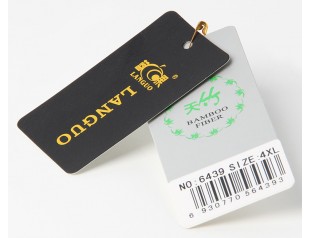 LANGUO
LANGUO
天竹
BAMBOO
FIBER
NO: 6439 SIZE: 4XL
6 930770 564393